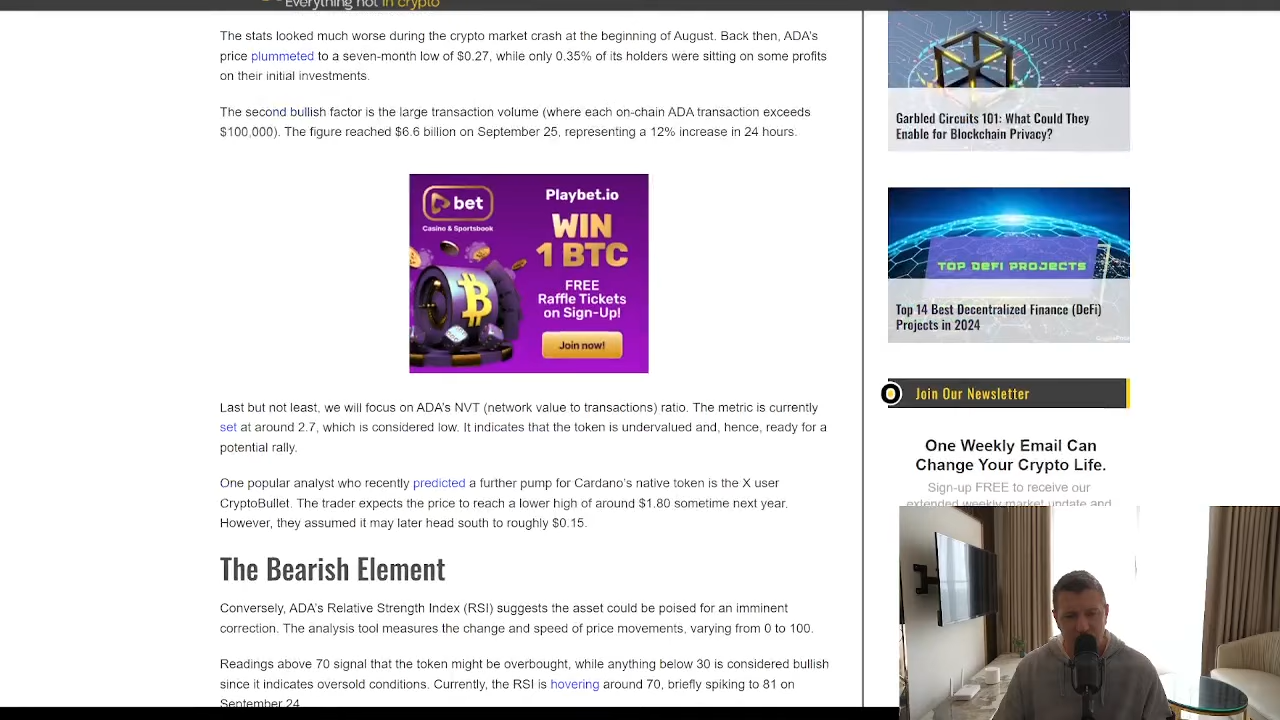 Everything hot in crypto
The stats looked much worse during the crypto market crash at the beginning of August. Back then, ADA's
price plummeted to a seven-month low of $0.27, while only 0.35% of its holders were sitting on some profits
on their initial investments.
The second bullish factor is the large transaction volume (where each on-chain ADA transaction exceeds
$100,000). The figure reached $6.6 billion on September 25, representing a 12% increase in 24 hours.
bet
Casino & Sportsbook
Playbet.io
WIN
1 BTC
FREE
Raffle Tickets
on Sign-Up!
Join now!
Last but not least, we will focus on ADA's NVT (network value to transactions) ratio. The metric is currently
set at around 2.7, which is considered low. It indicates that the token is undervalued and, hence, ready for a
potential rally.
One popular analyst who recently predicted a further pump for Cardano's native token is the X user
CryptoBullet. The trader expects the price to reach a lower high of around $1.80 sometime next year.
However, they assumed it may later head south to roughly $0.15.
The Bearish Element
Conversely, ADA's Relative Strength Index (RSI) suggests the asset could be poised for an imminent
correction. The analysis tool measures the change and speed of price movements, varying from 0 to 100.
Readings above 70 signal that the token might be overbought, while anything below 30 is considered bullish
since it indicates oversold conditions. Currently, the RSI is hovering around 70, briefly spiking to 81 on
September 24
Garbled Circuits 101: What Could They
Enable for Blockchain Privacy?
TOP DEFI PROJECTS
Top 14 Best Decentralized Finance (DeFi)
Projects in 2024
Join Our Newsletter
One Weekly Email Can
Change Your Crypto Life.
Sign-up FREE to receive our
extended weekly market update and